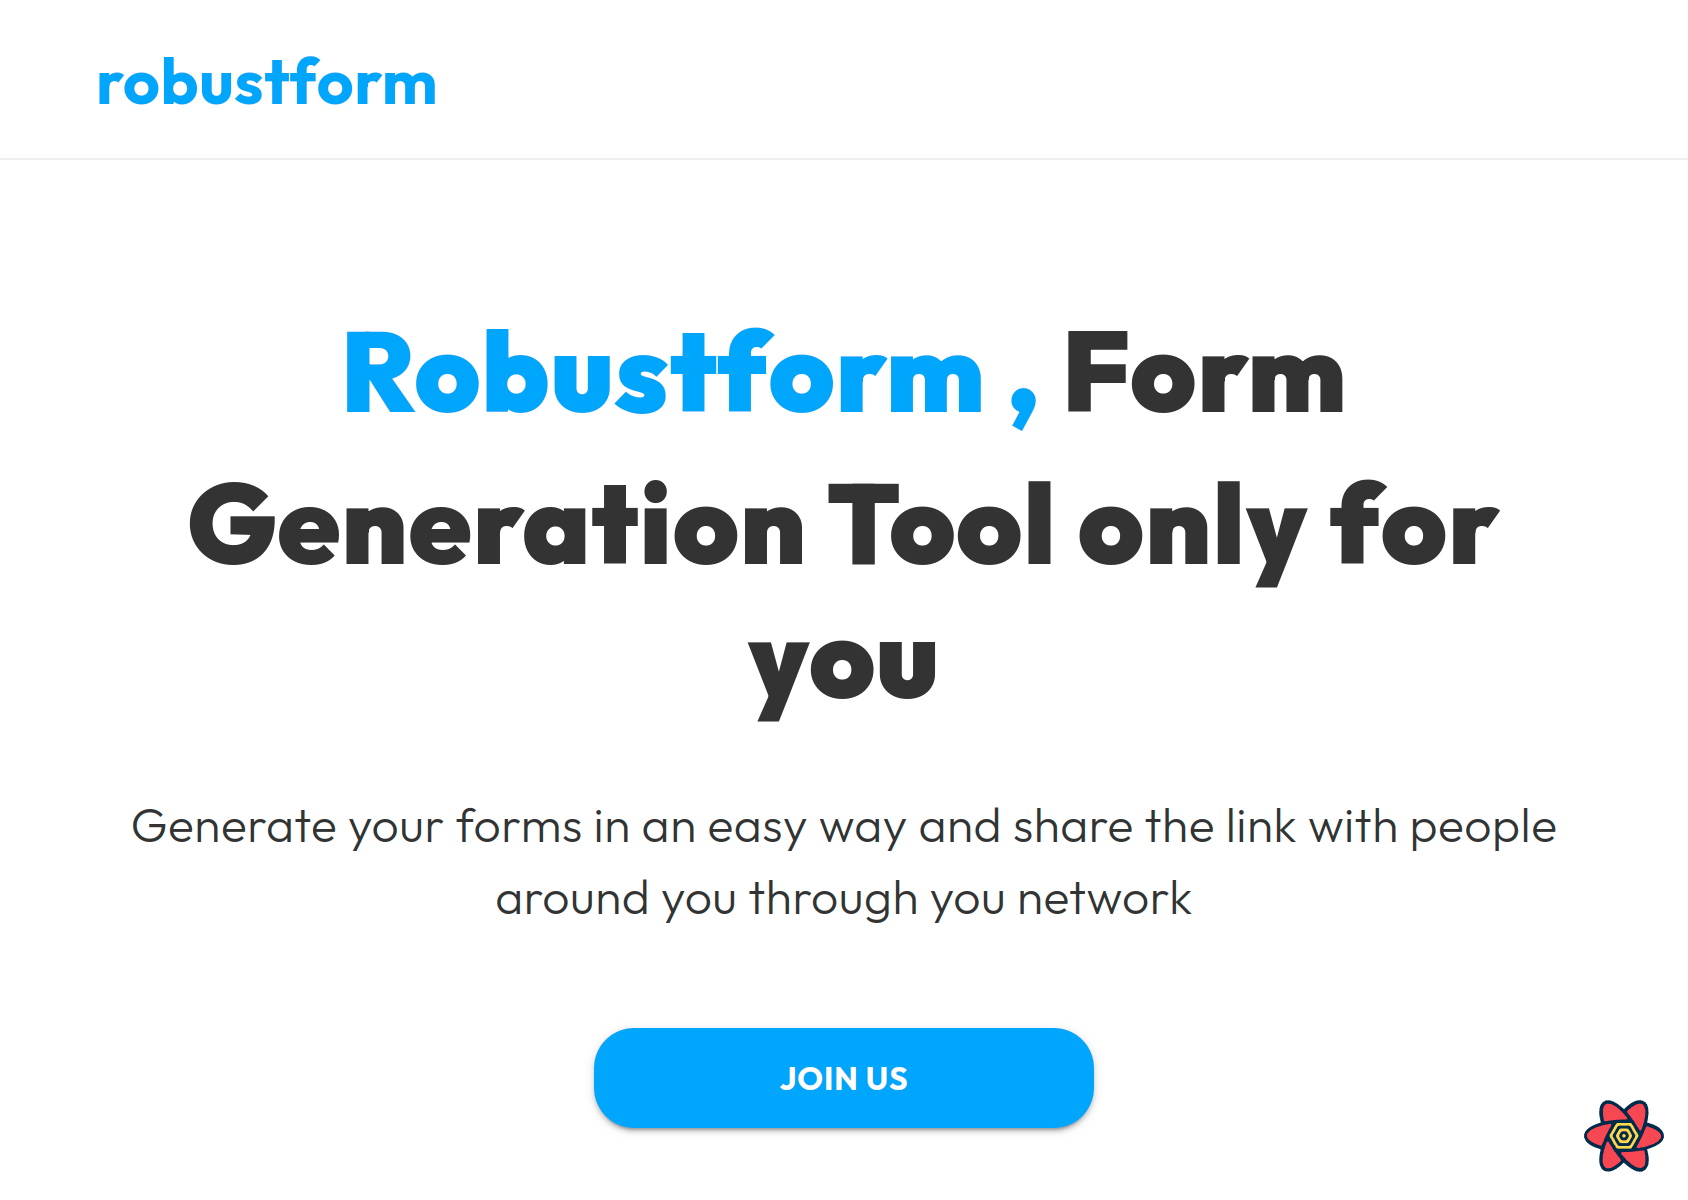 robustform
Robustform , Form
Generation Tool only for
you
Generate your forms in an easy way and share the link with people
around you through you network
JOIN US